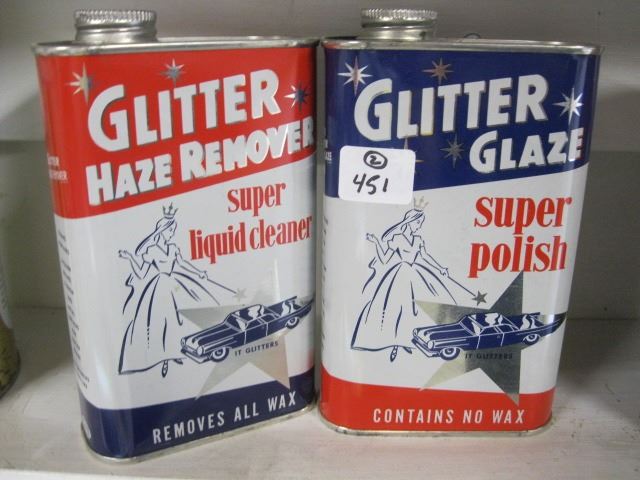 GLITTER
HAZE REMOVER
super
liquid cleaner
IT GLITTERS
REMOVES ALL WAX
GLITTER
GLAZE
2
451
super
polish
IT GLITTERS
CONTAINS NO WAX